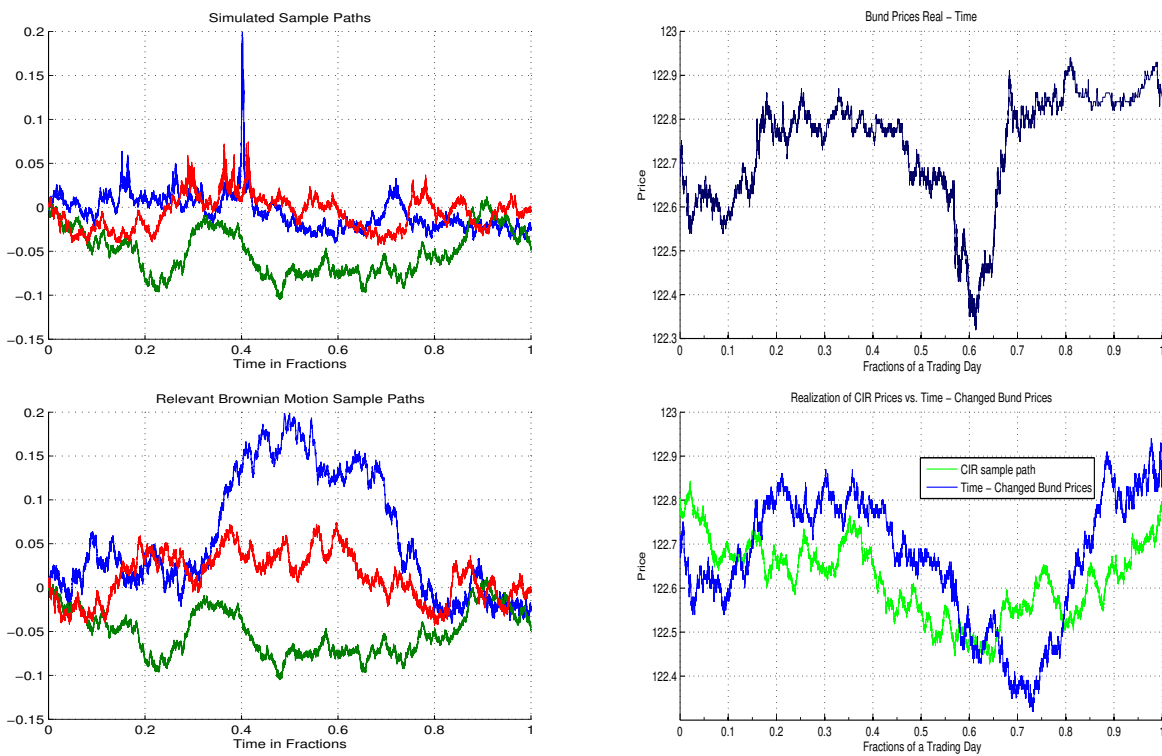 Simulated Sample Paths
0.2
0.15
0.1
0.05
0
−0.05
−0.1
−0.15
0 0.2 0.4 0.6 0.8 1
Time in Fractions
Bund Prices Real − Time
123
122.9
122.8
122.7
122.6
122.5
122.4
122.3
Price
0 0.1 0.2 0.3 0.4 0.5 0.6 0.7 0.8 0.9 1
Fractions of a Trading Day
Relevant Brownian Motion Sample Paths
0.2
0.15
0.1
0.05
0
−0.05
−0.1
−0.15
0 0.2 0.4 0.6 0.8 1
Time in Fractions
Realization of CIR Prices vs. Time − Changed Bund Prices
123
122.9
122.8
122.7
122.6
122.5
122.4
Price
CIR sample path
Time − Changed Bund Prices
0 0.1 0.2 0.3 0.4 0.5 0.6 0.7 0.8 0.9 1
Fractions of a Trading Day